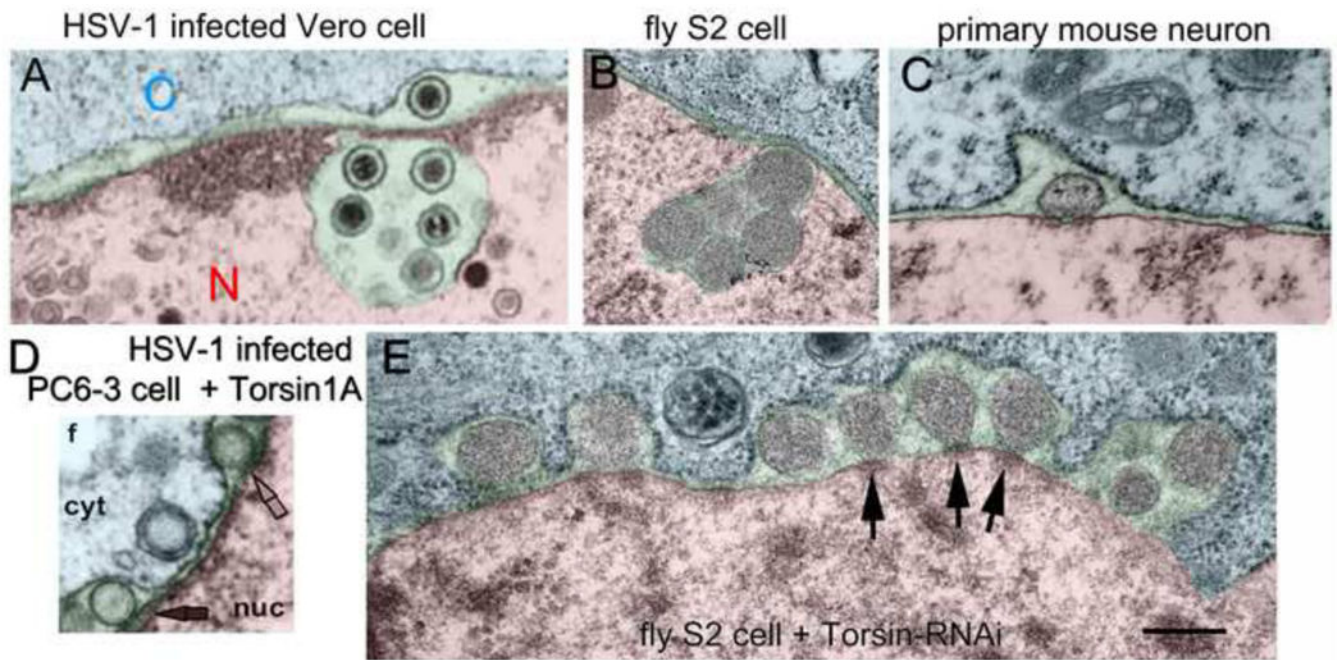 HSV-1 infected Vero cell
fly S2 cell
primary mouse neuron
A
O
N
B
C
D
HSV-1 infected
PC6-3 cell + Torsin1A
f
cyt
nuc
E
fly S2 cell + Torsin-RNAi